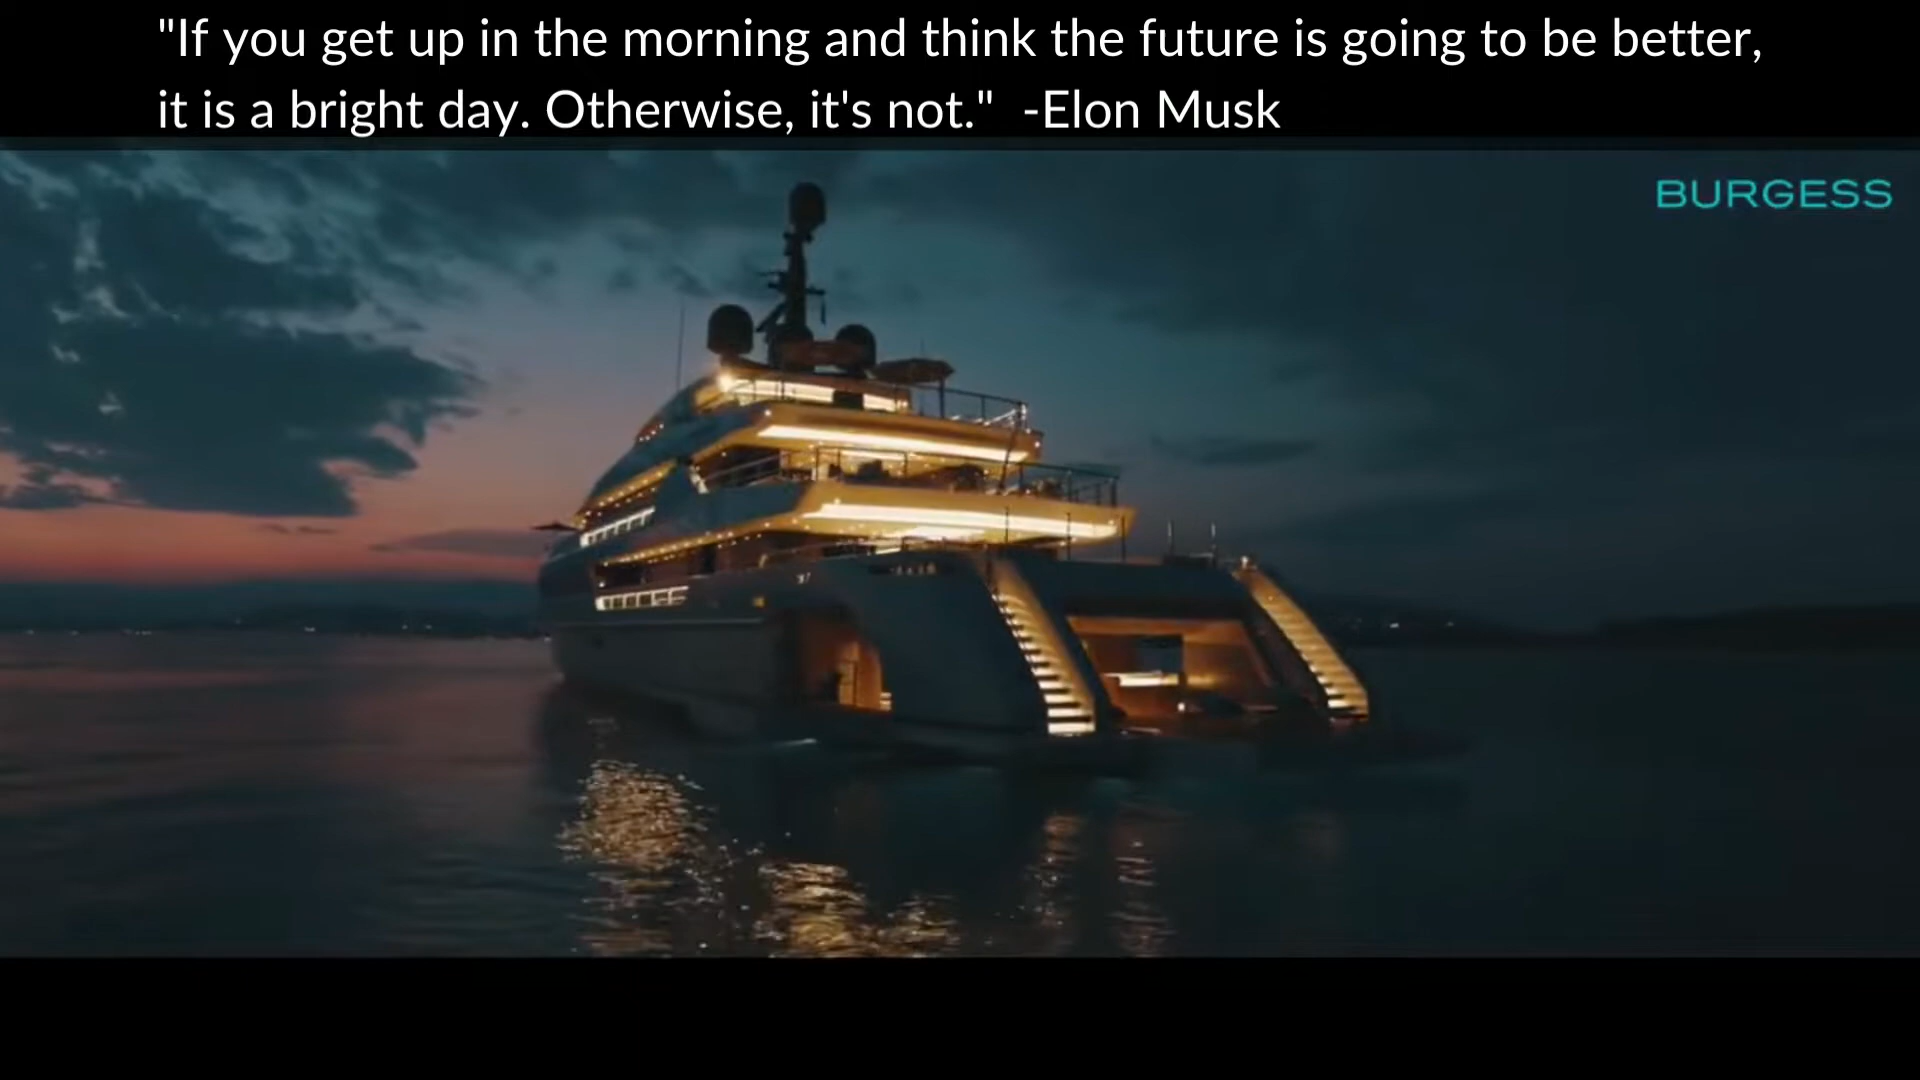 "If you get up in the morning and think the future is going to be better,
it is a bright day. Otherwise, it's not."  -Elon Musk
BURGESS